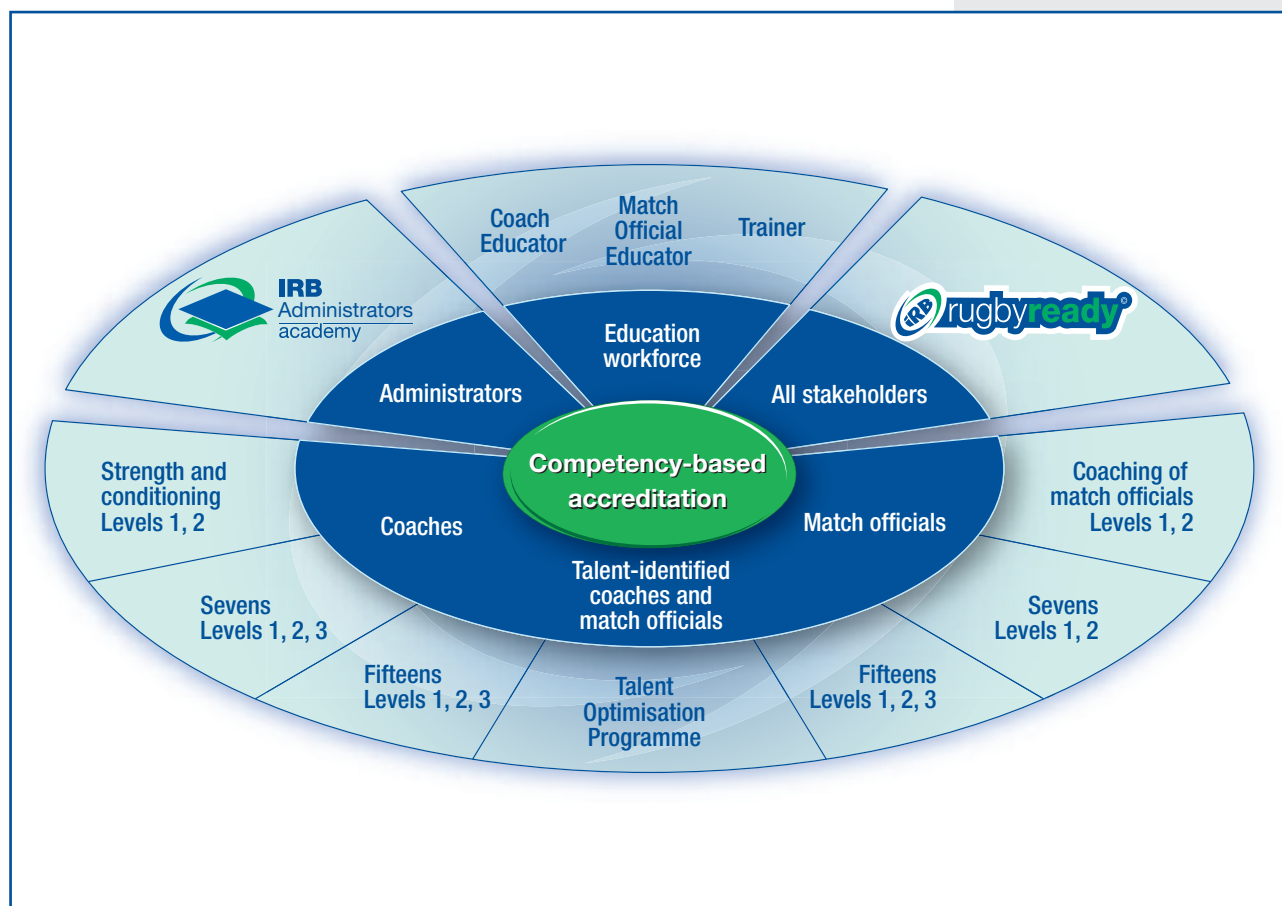 Coach
Educator
Match
Official
Educator
Trainer
IRB
Administrators
academy
IRB rugbyready©
Education
workforce
Administrators
All stakeholders
Competency-based
accreditation
Strength and
conditioning
Levels 1, 2
Coaches
Match officials
Coaching of
match officials
Levels 1, 2
Talent-identified
coaches and
match officials
Sevens
Levels 1, 2, 3
Sevens
Levels 1, 2
Fifteens
Levels 1, 2, 3
Talent
Optimisation
Programme
Fifteens
Levels 1, 2, 3